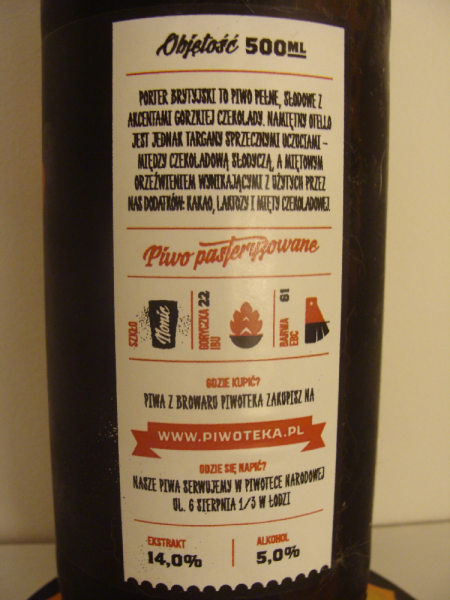 Objętość 500ML
PORTER BRYTYJSKI TO PIWO PEŁNE, SŁODOWE Z
AKCENTAMI GORZKIEJ CZEKOLADY. NAMIĘTNY OTELLO
JEST JEDNAK TARGANY SPRZECZNYMI UCZUCIAMI –
MIĘDZY CZEKOLADOWĄ SŁODYCZĄ, A MIĘTOWYM
ORZEŹWIENIEM WYNIKAJĄCYMI Z UŻYTYCH PRZEZ
NAS DODATKÓW: KAKAO, LAKTOZY I MIĘTY CZEKOLADOWEJ.
Piwo pasteryzowane
SZKŁO Nonic
GORYCZKA 22
IBU
BARWA 61
EBC
GDZIE KUPIĆ?
PIWA Z BROWARU PIWOTEKA ZAKUPISZ NA
WWW.PIWOTEKA.PL
GDZIE SIĘ NAPIĆ?
NASZE PIWA SERWUJEMY W PIWOTECE NARODOWEJ
UL. 6 SIERPNIA 1/3 W ŁODZI
EKSTRAKT ALKOHOL
14,0% 5,0%